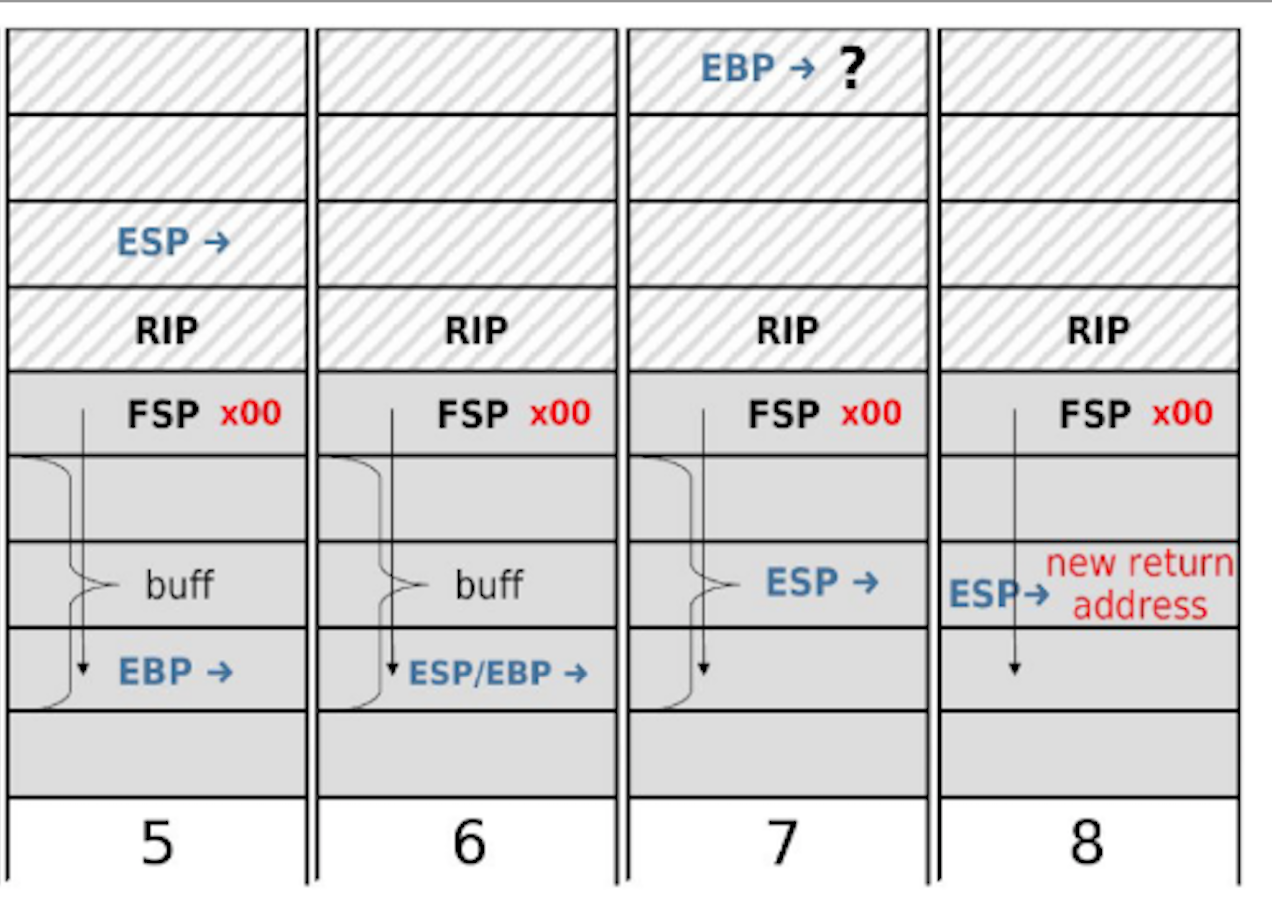 EBP → ?
ESP →
RIP RIP RIP RIP
FSP x00 FSP x00 FSP x00 FSP x00
buff buff ESP → ESP→ new return
address
EBP → ESP/EBP →
5 6 7 8